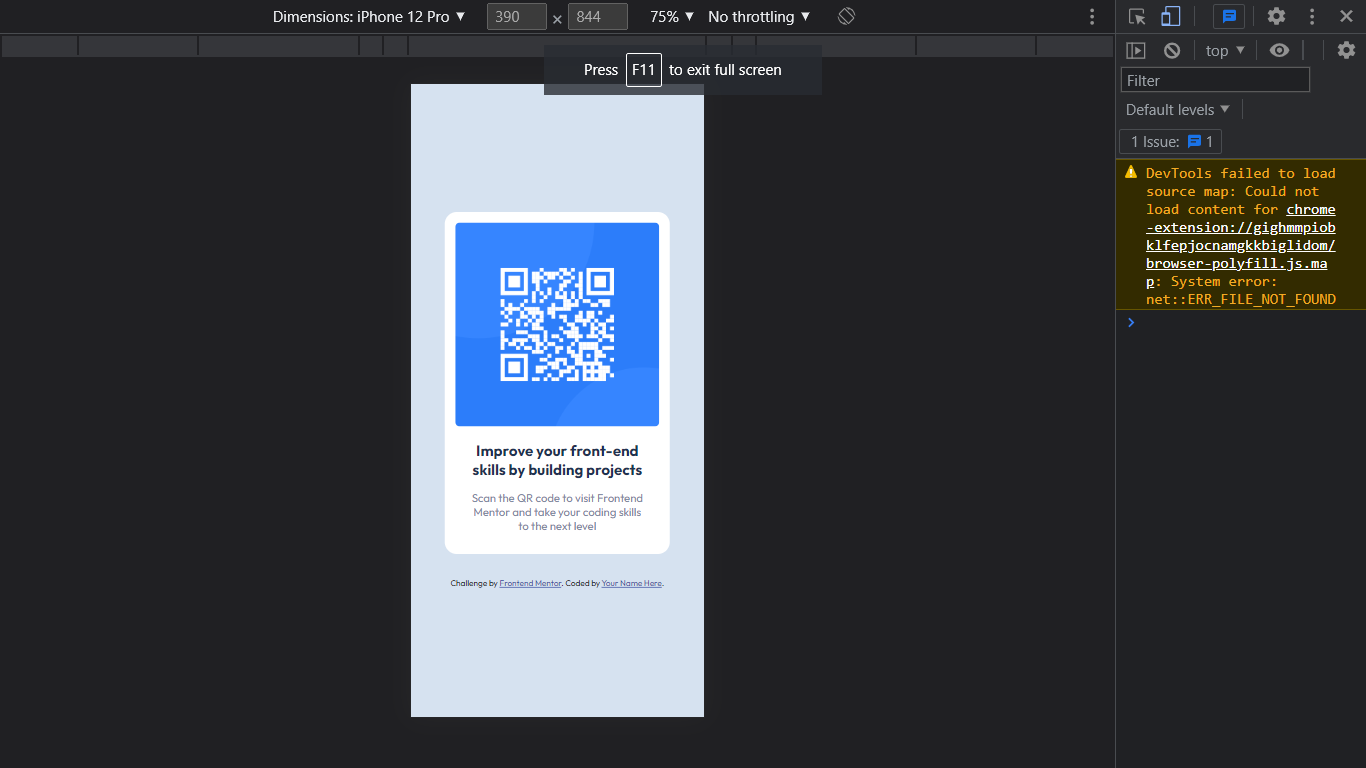 Dimensions: iPhone 12 Pro ▼ 390 × 844 75% ▼ No throttling ▼
Press F11 to exit full screen
Improve your front-end
skills by building projects
Scan the QR code to visit Frontend
Mentor and take your coding skills
to the next level
Challenge by Frontend Mentor. Coded by Your Name Here.
top ▼
Filter
Default levels ▼
1 Issue: 1
DevTools failed to load
source map: Could not
load content for chrome
-extension://gighmmpiob
klfepjocnamgkkbiglidom/
browser-polyfill.js.ma
p: System error:
net::ERR_FILE_NOT_FOUND